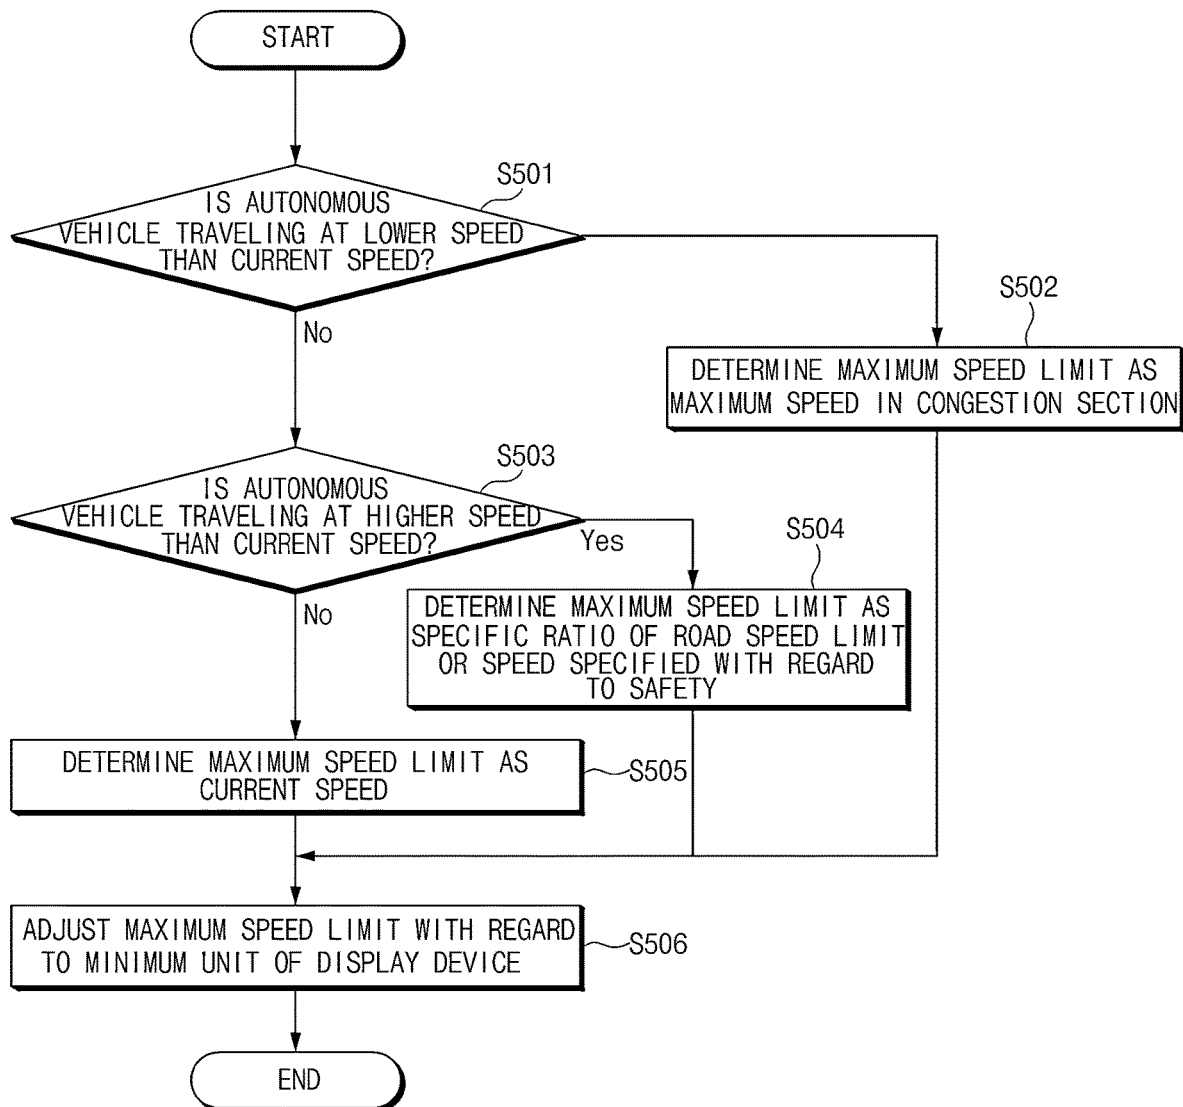 START
S501
IS AUTONOMOUS
VEHICLE TRAVELING AT LOWER SPEED
THAN CURRENT SPEED?
No
S502
DETERMINE MAXIMUM SPEED LIMIT AS
MAXIMUM SPEED IN CONGESTION SECTION
S503
IS AUTONOMOUS
VEHICLE TRAVELING AT HIGHER SPEED
THAN CURRENT SPEED?
Yes
No
S504
DETERMINE MAXIMUM SPEED LIMIT AS
SPECIFIC RATIO OF ROAD SPEED LIMIT
OR SPEED SPECIFIED WITH REGARD
TO SAFETY
DETERMINE MAXIMUM SPEED LIMIT AS
CURRENT SPEED
S505
ADJUST MAXIMUM SPEED LIMIT WITH REGARD
TO MINIMUM UNIT OF DISPLAY DEVICE
S506
END